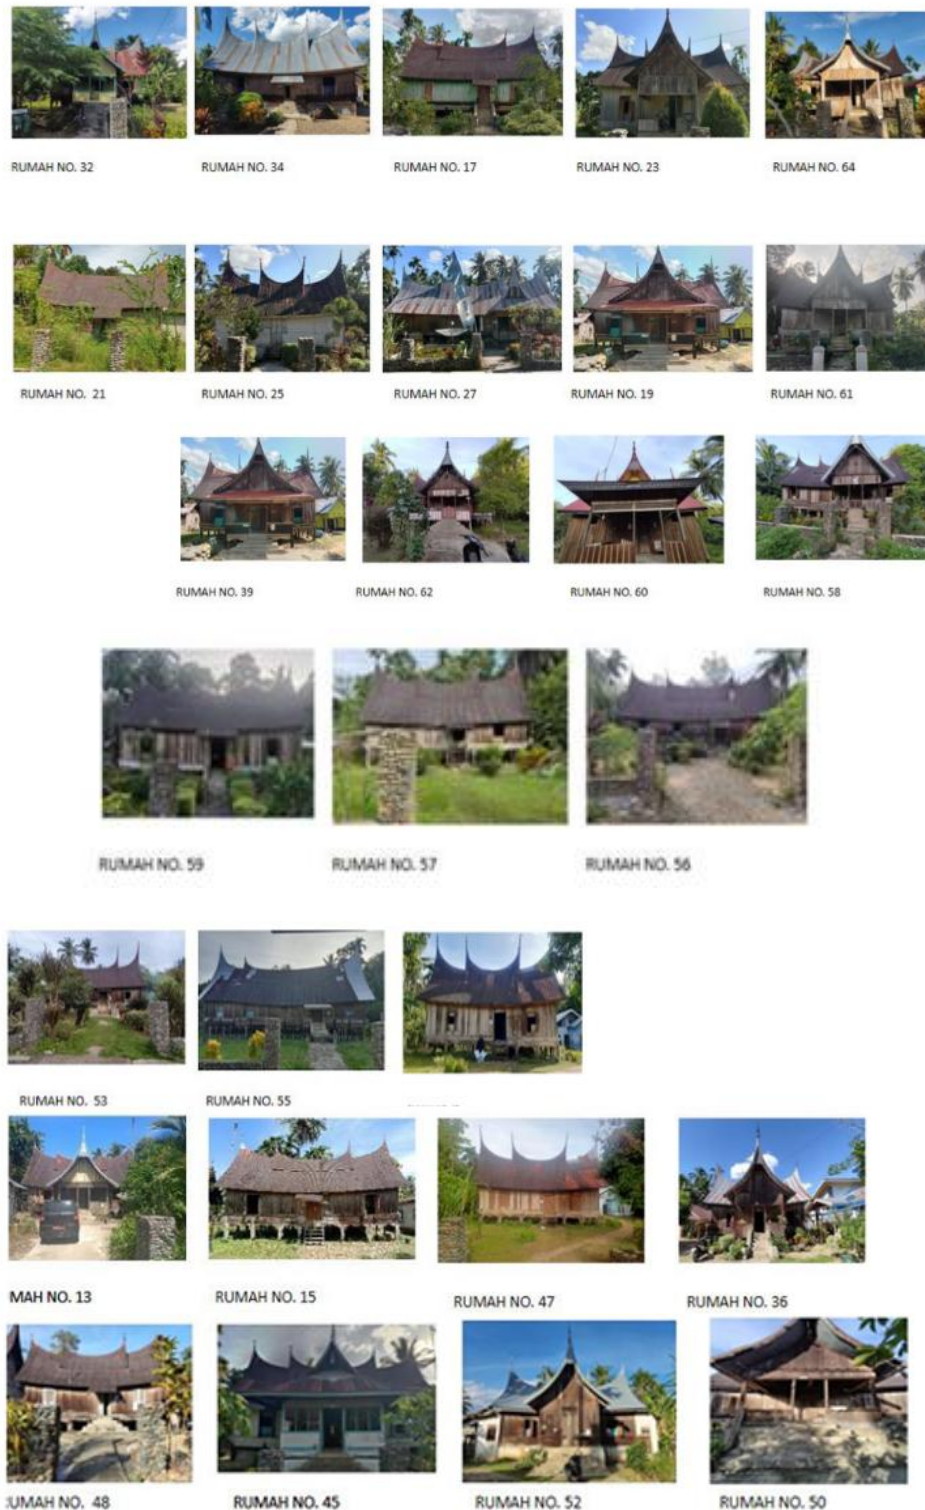 RUMAH NO. 32
RUMAH NO. 34
RUMAH NO. 17
RUMAH NO. 23
RUMAH NO. 64
RUMAH NO. 21
RUMAH NO. 25
RUMAH NO. 27
RUMAH NO. 19
RUMAH NO. 61
RUMAH NO. 39
RUMAH NO. 62
RUMAH NO. 60
RUMAH NO. 58
RUMAH NO. 59
RUMAH NO. 57
RUMAH NO. 56
RUMAH NO. 53
RUMAH NO. 55
MAH NO. 13
RUMAH NO. 15
RUMAH NO. 47
RUMAH NO. 36
UMAH NO. 48
RUMAH NO. 45
RUMAH NO. 52
RUMAH NO. 50